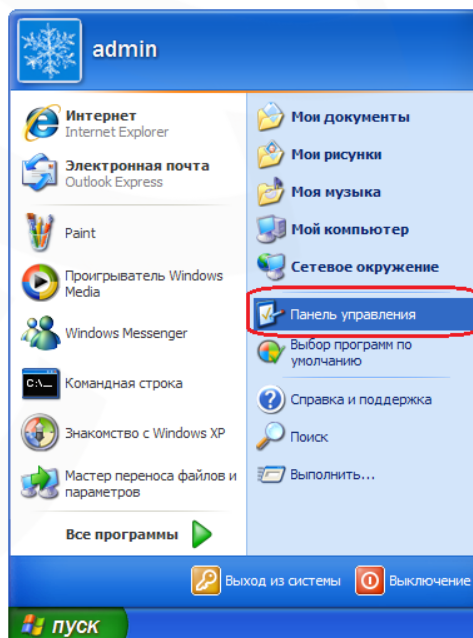 admin
Интернет
Internet Explorer
Электронная почта
Outlook Express
Paint
Проигрыватель Windows
Media
Windows Messenger
C:\_
Командная строка
Знакомство с Windows XP
Мастер переноса файлов и
параметров
Все программы
Мои документы
Мои рисунки
Моя музыка
Мой компьютер
Сетевое окружение
Панель управления
Выбор программ по
умолчанию
Справка и поддержка
Поиск
Выполнить...
Выход из системы
Выключение
пуск